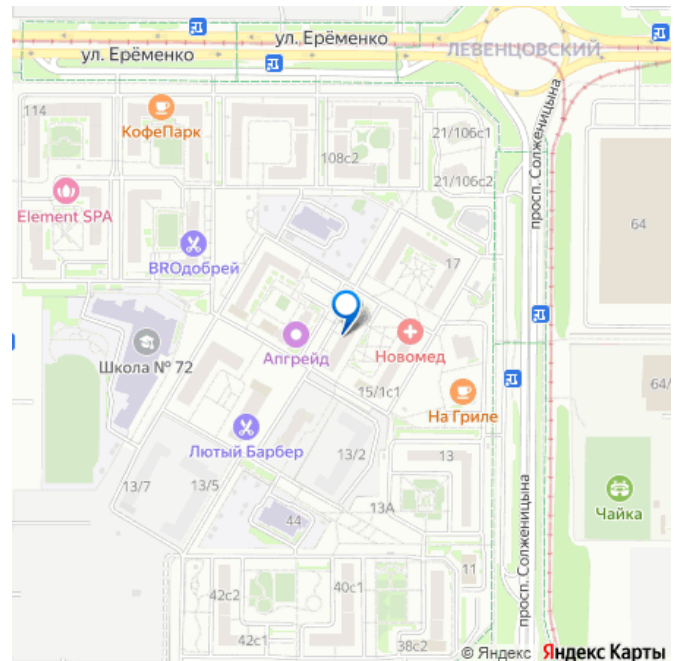 ул. Ерёменко
ул. Ерёменко
ЛЕВЕНЦОВСКИЙ
114
КофеПарк
108с2
21/106с1
21/106с2
просп. Солженицына
64
Element SPA
BROдобрей
17
Школа № 72
Апгрейд
Новомед
15/1с1
На Гриле
64/
Лютый Барбер
13/2
13
13/7
13/5
13А
44
Чайка
11
42с2
40с1
42с1
38с2
просп. Солженицына
© Яндекс Яндекс Карты